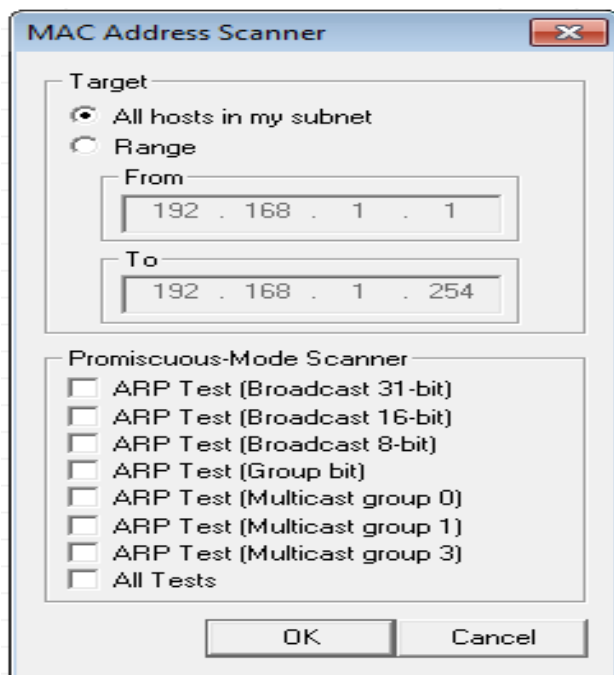 MAC Address Scanner
Target
All hosts in my subnet
Range
From
192 . 168 . 1 . 1
To
192 . 168 . 1 . 254
Promiscuous-Mode Scanner
ARP Test (Broadcast 31-bit)
ARP Test (Broadcast 16-bit)
ARP Test (Broadcast 8-bit)
ARP Test (Group bit)
ARP Test (Multicast group 0)
ARP Test (Multicast group 1)
ARP Test (Multicast group 3)
All Tests
OK Cancel